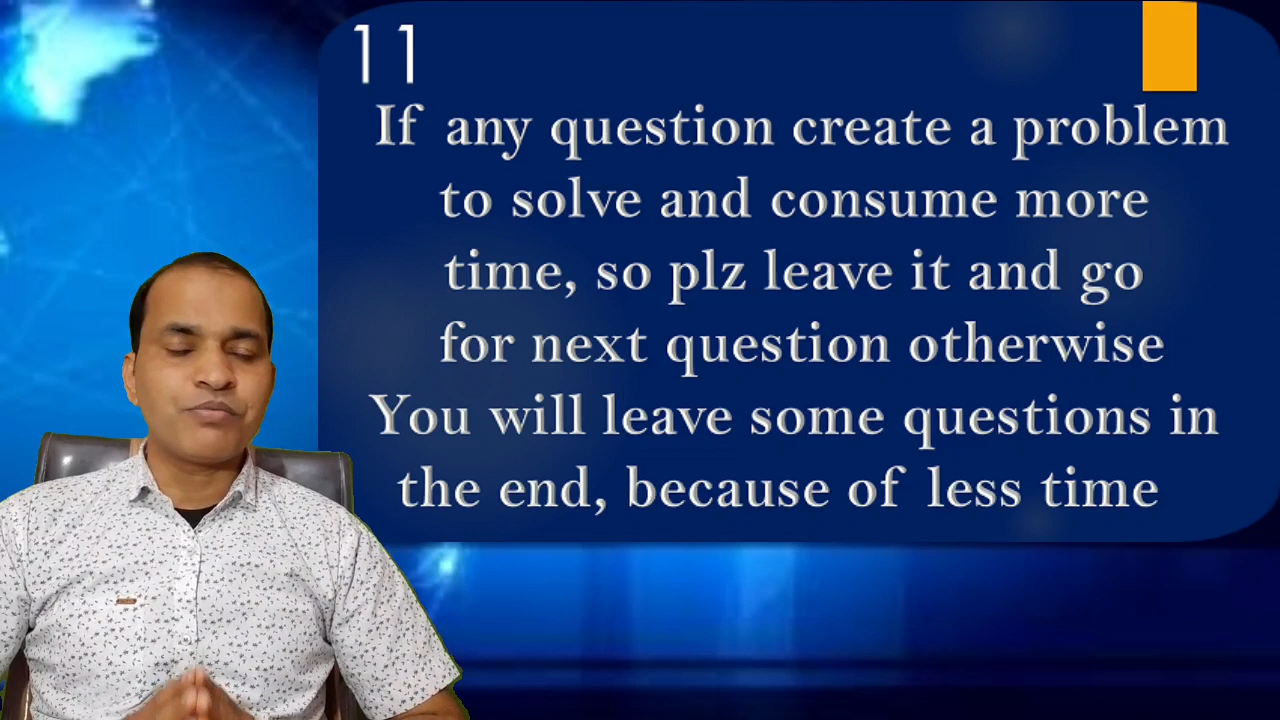 11
If any question create a problem
to solve and consume more
time, so plz leave it and go
for next question otherwise
You will leave some questions in
the end, because of less time